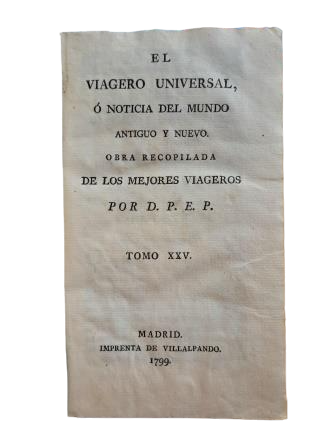 EL
VIAGERO UNIVERSAL,
Ó NOTICIA DEL MUNDO
ANTIGUO Y NUEVO.
OBRA RECOPILADA
DE LOS MEJORES VIAGEROS
POR D. P. E. P.
TOMO XXV.
MADRID.
IMPRENTA DE VILLALPANDO.
1799.